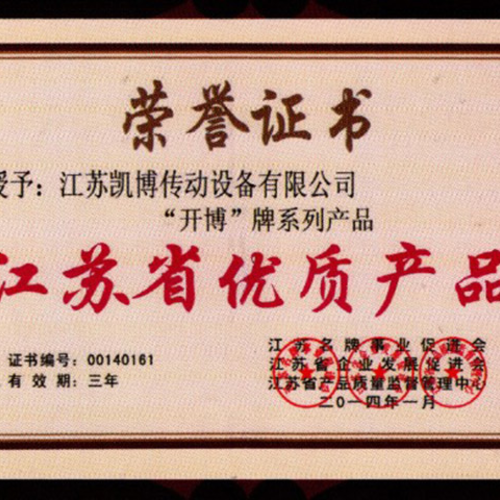 荣誉证书
授予：江苏凯博传动设备有限公司
“开博”牌系列产品
江苏省优质产品
证书编号：00140161
有效期：三年
江苏名牌事业促进会
江苏省企业发展促进会
江苏省产品质量监督管理中心
二〇一四年一月